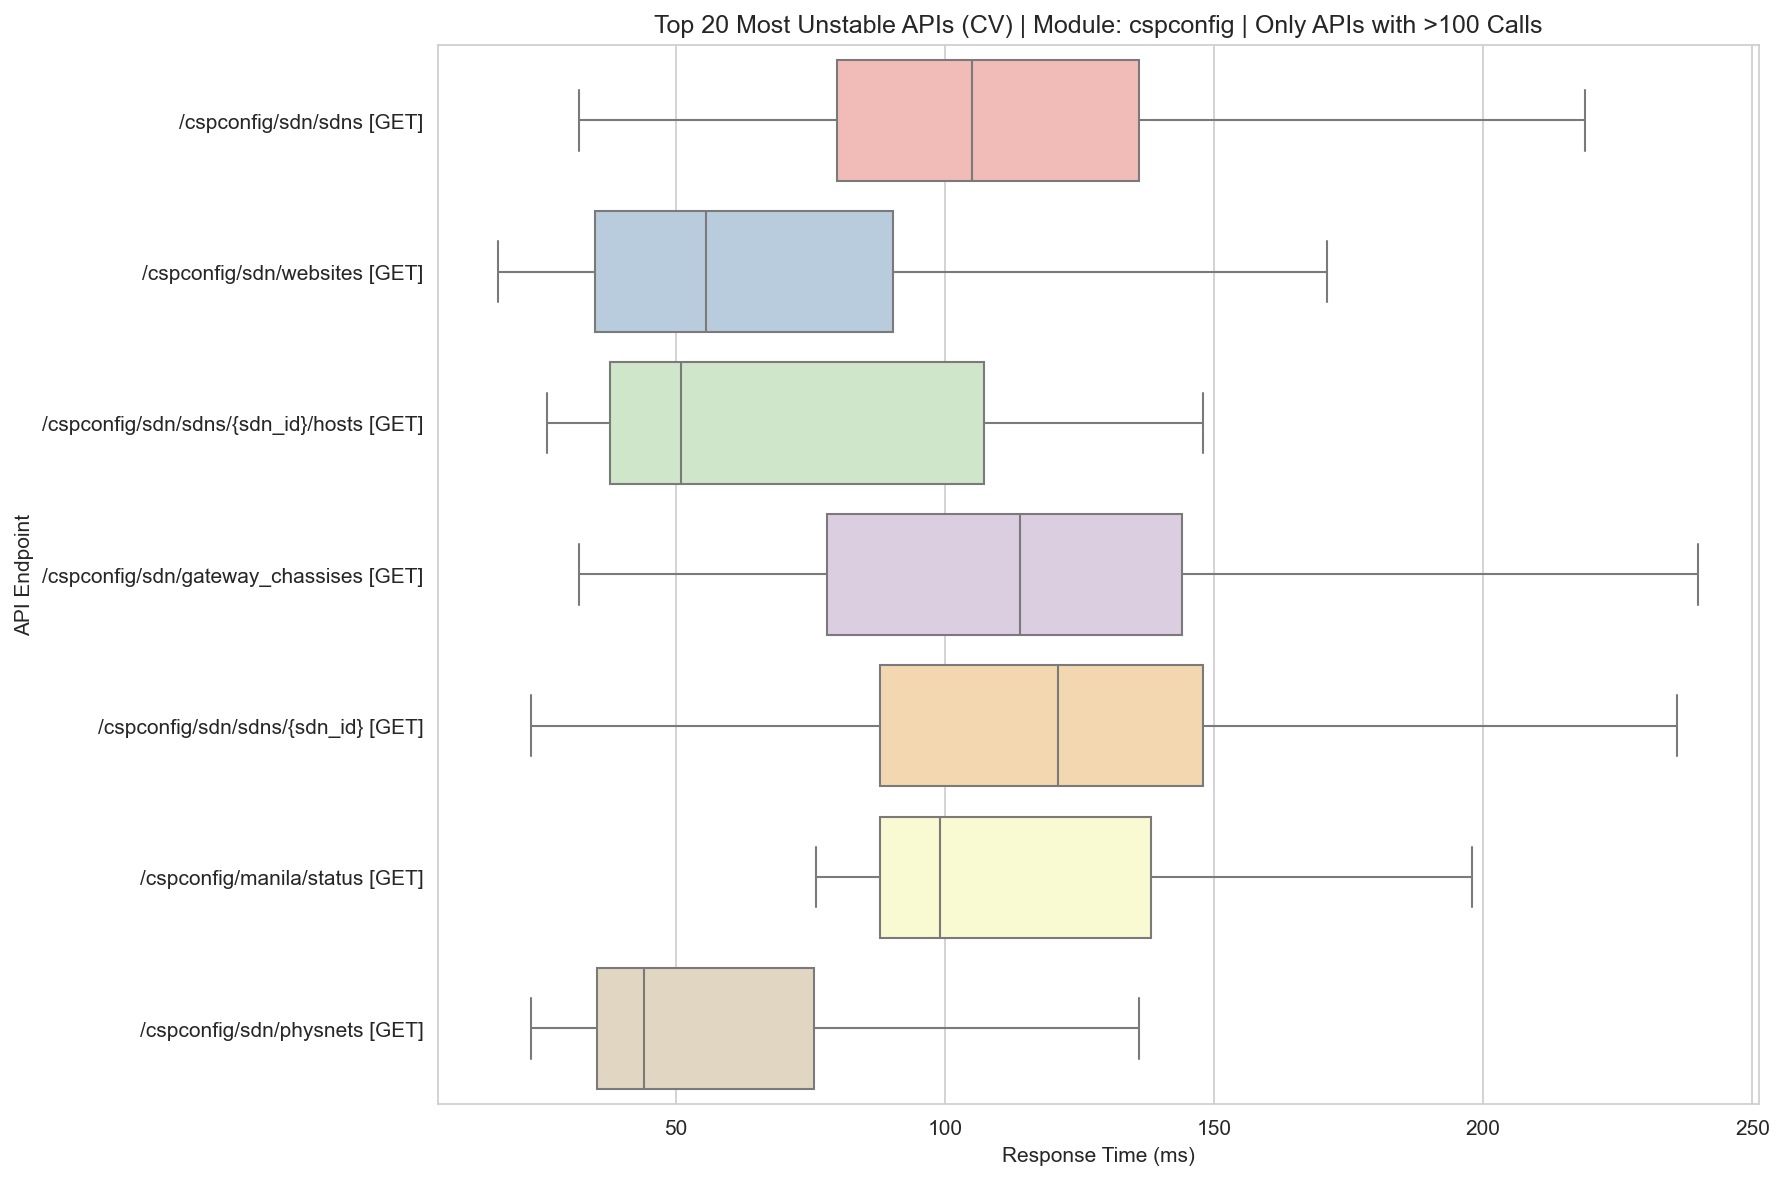 Top 20 Most Unstable APIs (CV) | Module: cspconfig | Only APIs with >100 Calls
API Endpoint
/cspconfig/sdn/sdns [GET]
/cspconfig/sdn/websites [GET]
/cspconfig/sdn/sdns/{sdn_id}/hosts [GET]
/cspconfig/sdn/gateway_chassises [GET]
/cspconfig/sdn/sdns/{sdn_id} [GET]
/cspconfig/manila/status [GET]
/cspconfig/sdn/physnets [GET]
50 100 150 200 250
Response Time (ms)